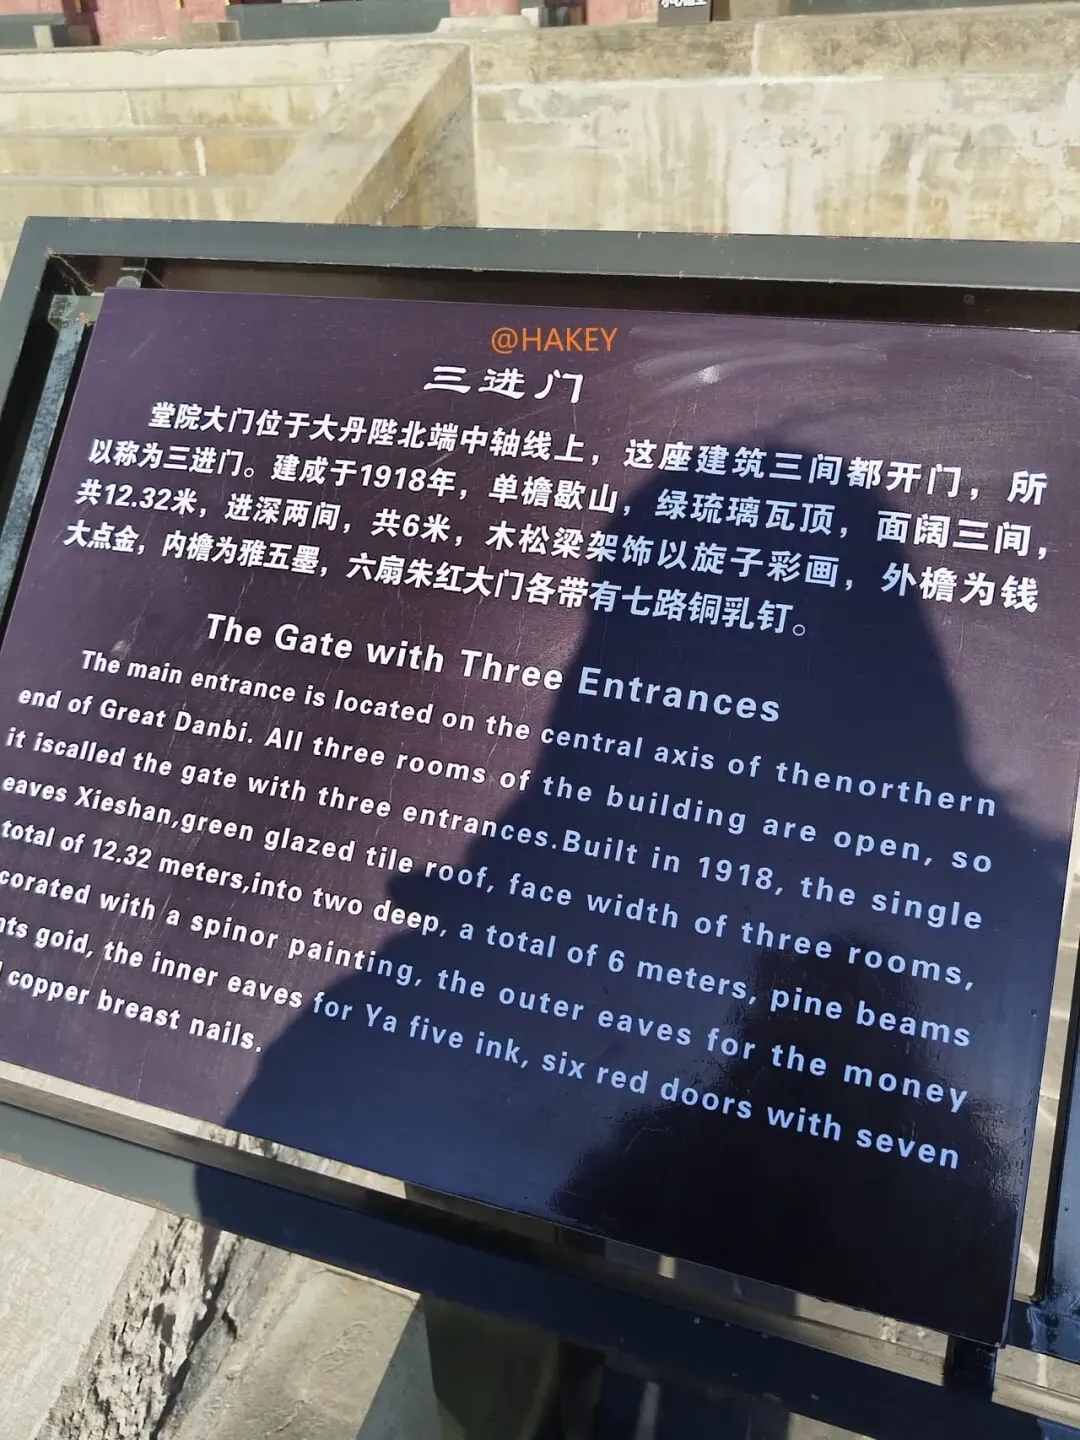 @HAKEY
三进门
堂院大门位于大丹陛北端中轴线上，这座建筑三间都开门，所
以称为三进门。建成于1918年，单檐歇山，绿琉璃瓦顶，面阔三间，
共12.32米，进深两间，共6米，木松梁架饰以旋子彩画，外檐为钱
大点金，内檐为雅五墨，六扇朱红大门各带有七路铜乳钉。
The Gate with Three Entrances
The main entrance is located on the central axis of thenorthern
end of Great Danbi. All three rooms of the building are open, so
it iscalled the gate with three entrances.Built in 1918, the single
eaves Xieshan,green glazed tile roof, face width of three rooms,
total of 12.32 meters,into two deep, a total of 6 meters, pine beams
corated with a spinor painting, the outer eaves for the money
nts goid, the inner eaves for Ya five ink, six red doors with seven
copper breast nails.